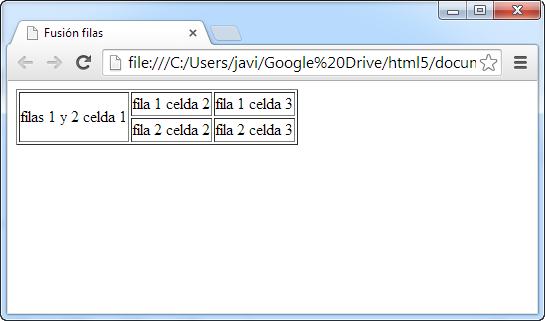 Fusión filas
file:///C:/Users/javi/Google%20Drive/html5/docum
filas 1 y 2 celda 1
fila 1 celda 2
fila 1 celda 3
fila 2 celda 2
fila 2 celda 3